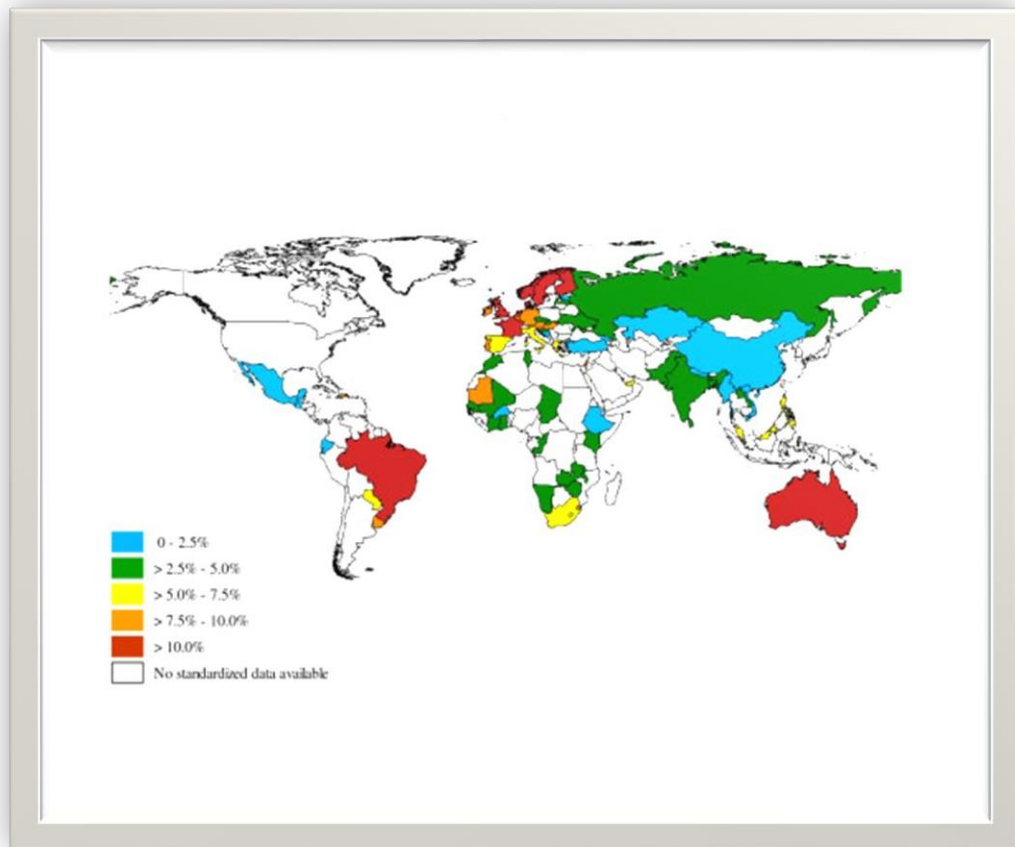 0 - 2.5%
> 2.5% - 5.0%
> 5.0% - 7.5%
> 7.5% - 10.0%
> 10.0%
No standardized data available